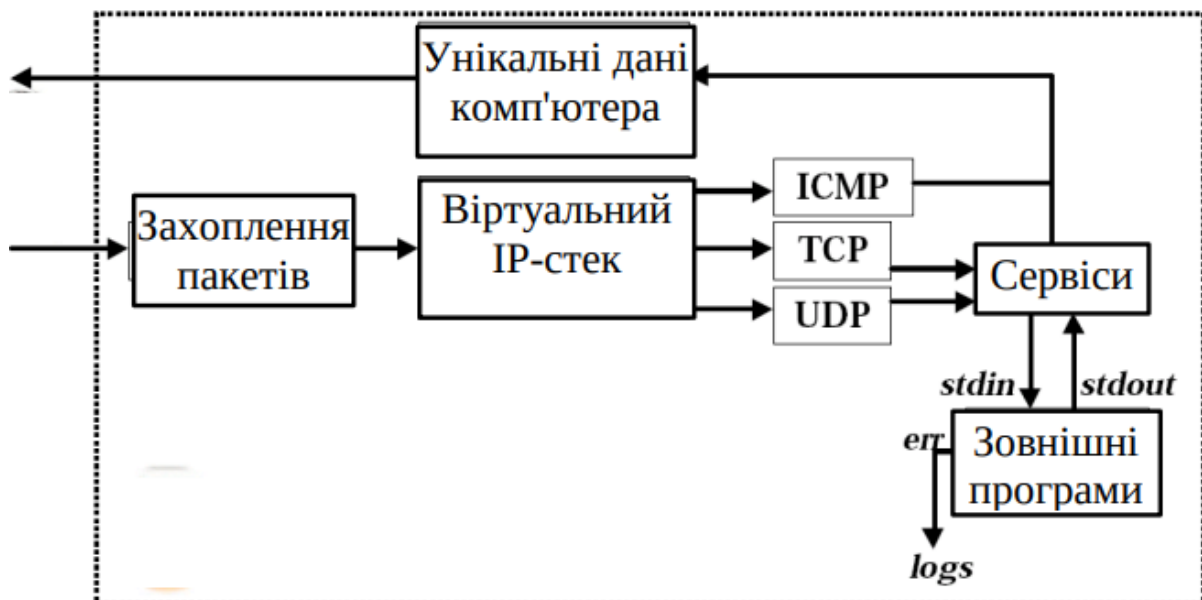 Унікальні дані
комп'ютера
Захоплення
пакетів
Віртуальний
IP-стек
ICMP
TCP
UDP
Сервіси
stdin
stdout
err
Зовнішні
програми
logs